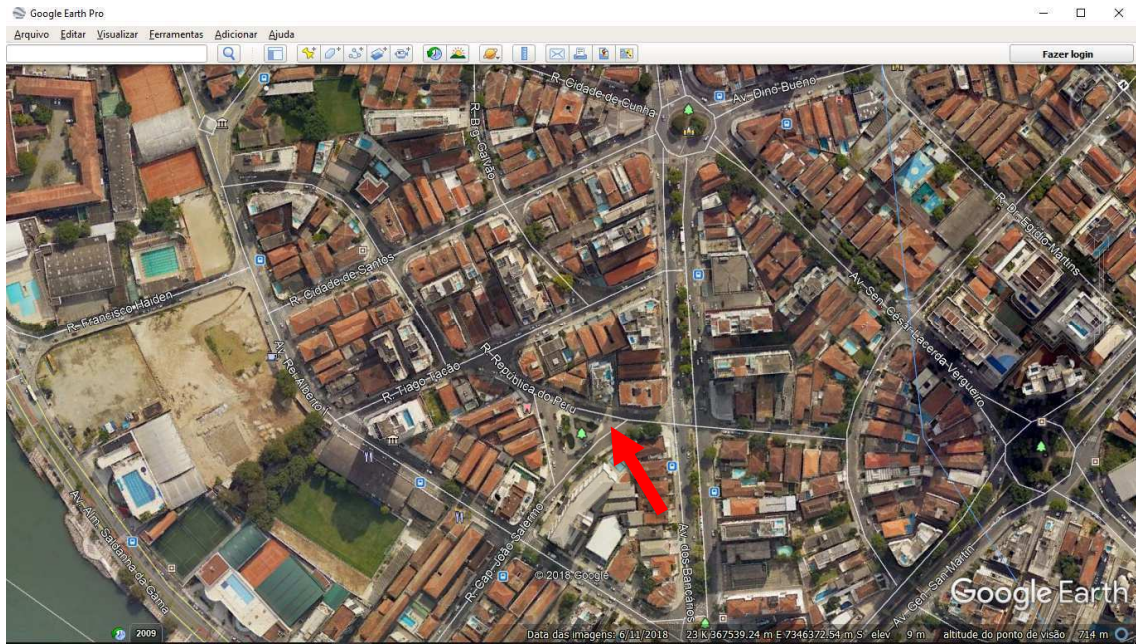 Google Earth Pro
Arquivo Editar Visualizar Ferramentas Adicionar Ajuda
Fazer login
R. Cidade de Cunha
Av. Dino Bueno
R. Brg. Galvão
R. Dr. Egidio Martins
R. Cidade de Santos
Av. Sen. César Lacerda Vergueiro
R. Francisco Haiden
Av. Rei Alberto I
R. Tiago Tacão
R. República do Peru
Av. Alm. Saldanha da Gama
R. Cap. João Salermo
Av. dos Bancários
Av. Gen. San Martin
© 2018 Google
Google Earth
2009
Data das imagens: 6/11/2018 23 K 367539.24 m E 7346372.54 m S elev 9 m altitude do ponto de visão 714 m